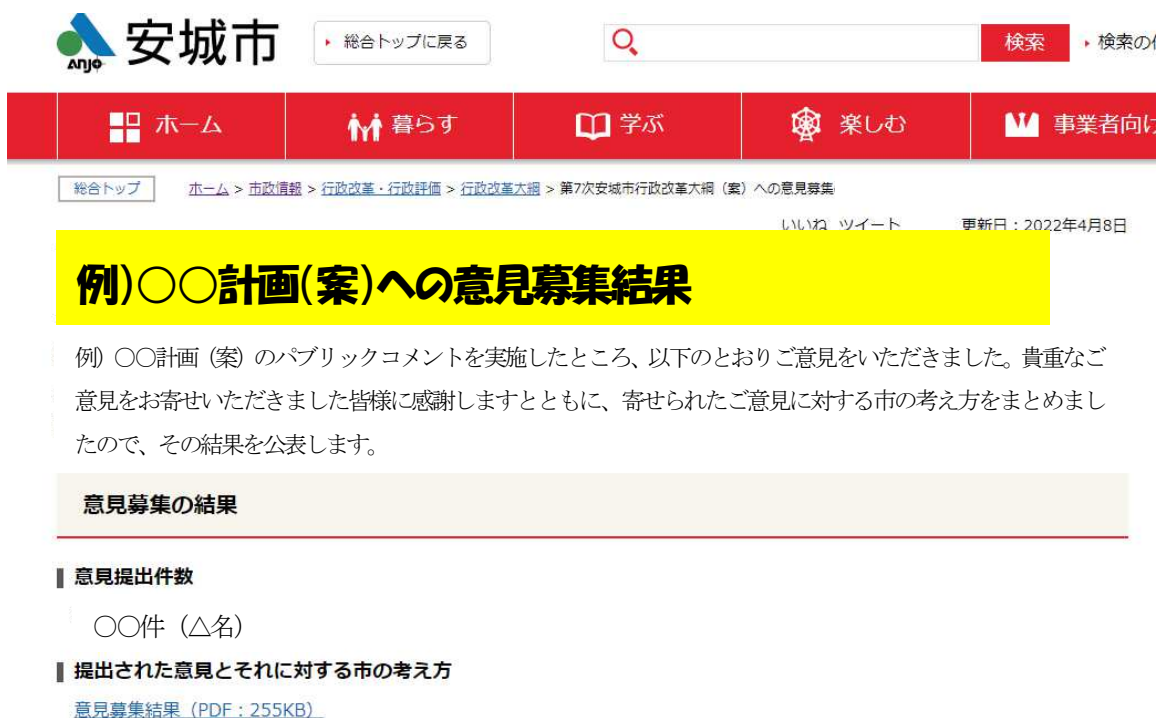 安城市
Anjo
総合トップに戻る
検索
検索の
ホーム
暮らす
学ぶ
楽しむ
事業者向け
総合トップ
ホーム > 市政情報 > 行政改革・行政評価 > 行政改革大綱 > 第7次安城市行政改革大綱（案）への意見募集
いいね ツイート 更新日：2022年4月8日
例)○○計画(案)への意見募集結果
例）○○計画（案）のパブリックコメントを実施したところ、以下のとおりご意見をいただきました。貴重なご
意見をお寄せいただきました皆様に感謝しますとともに、寄せられたご意見に対する市の考え方をまとめまし
たので、その結果を公表します。
意見募集の結果
意見提出件数
○○件（△名）
提出された意見とそれに対する市の考え方
意見募集結果（PDF：255KB）